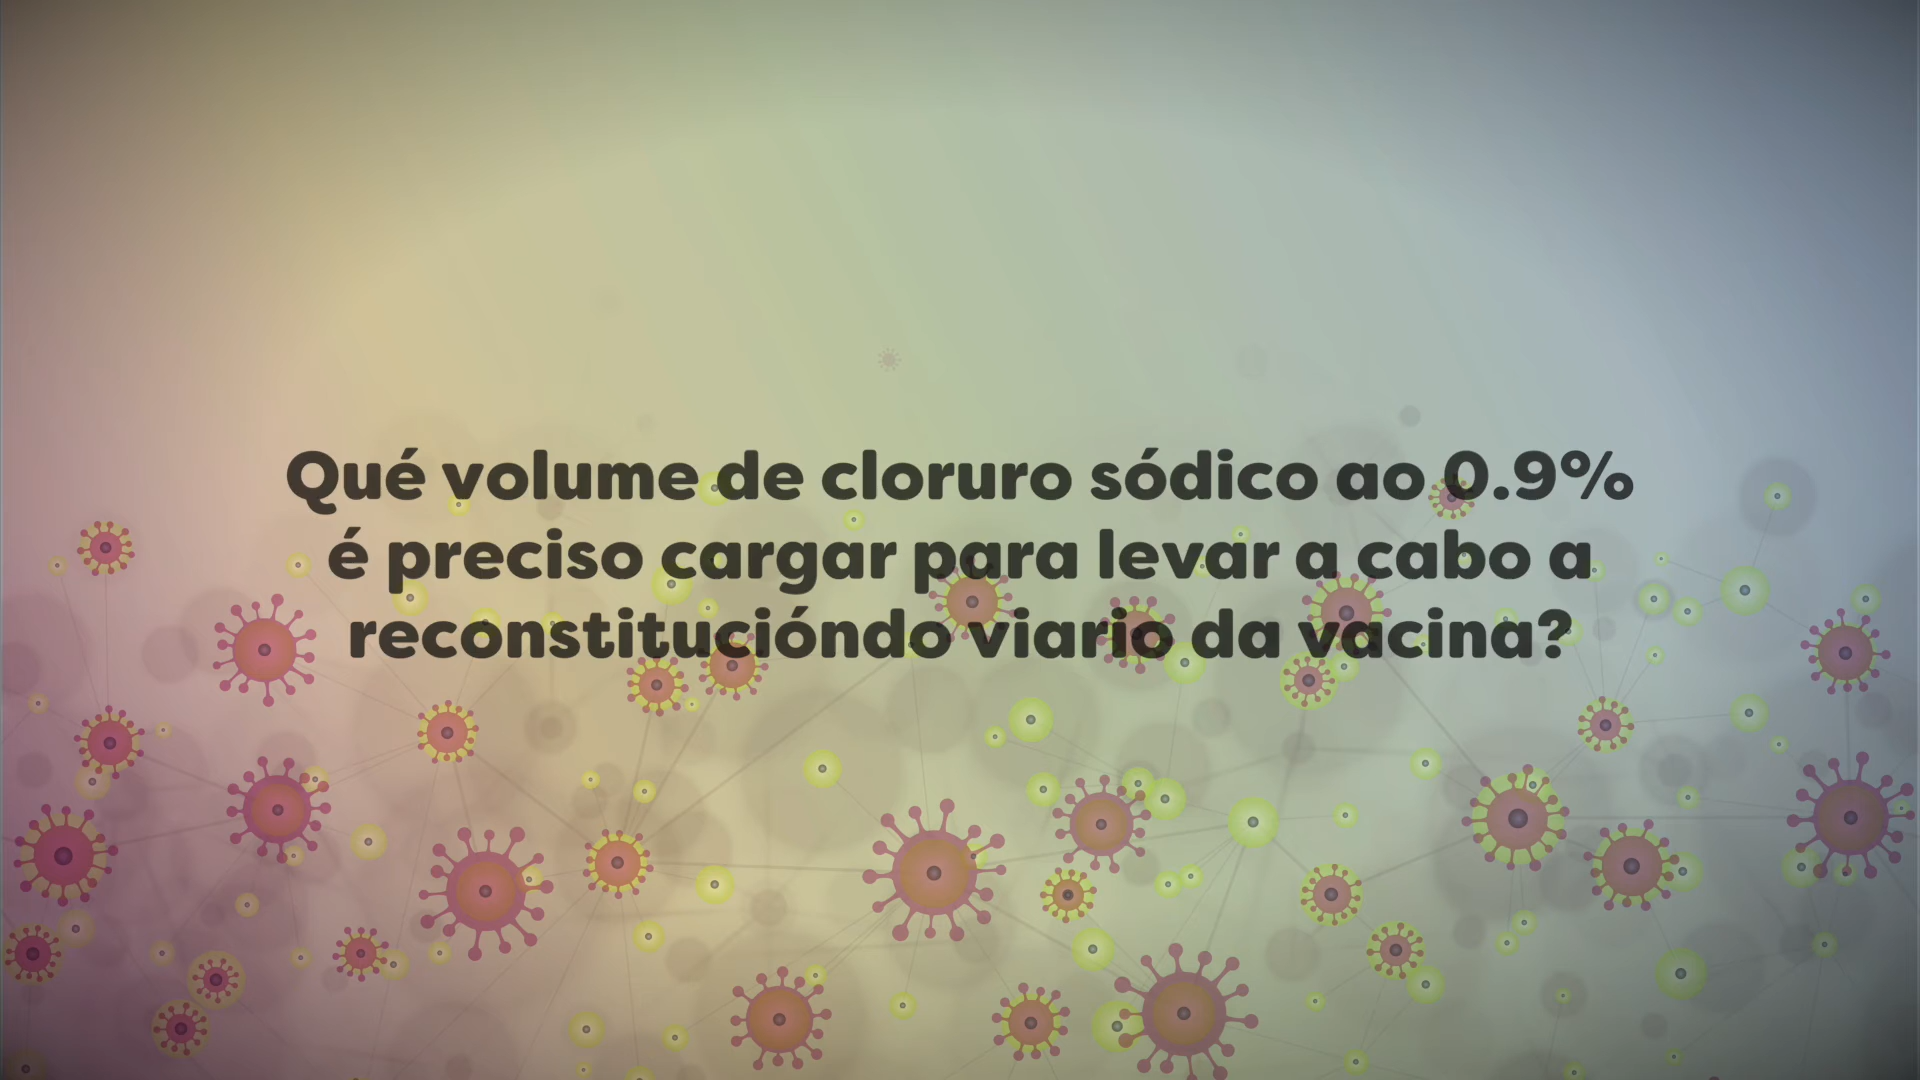 Qué volume de cloruro sódico ao 0.9%
é preciso cargar para levar a cabo a
reconstitucióndo viario da vacina?